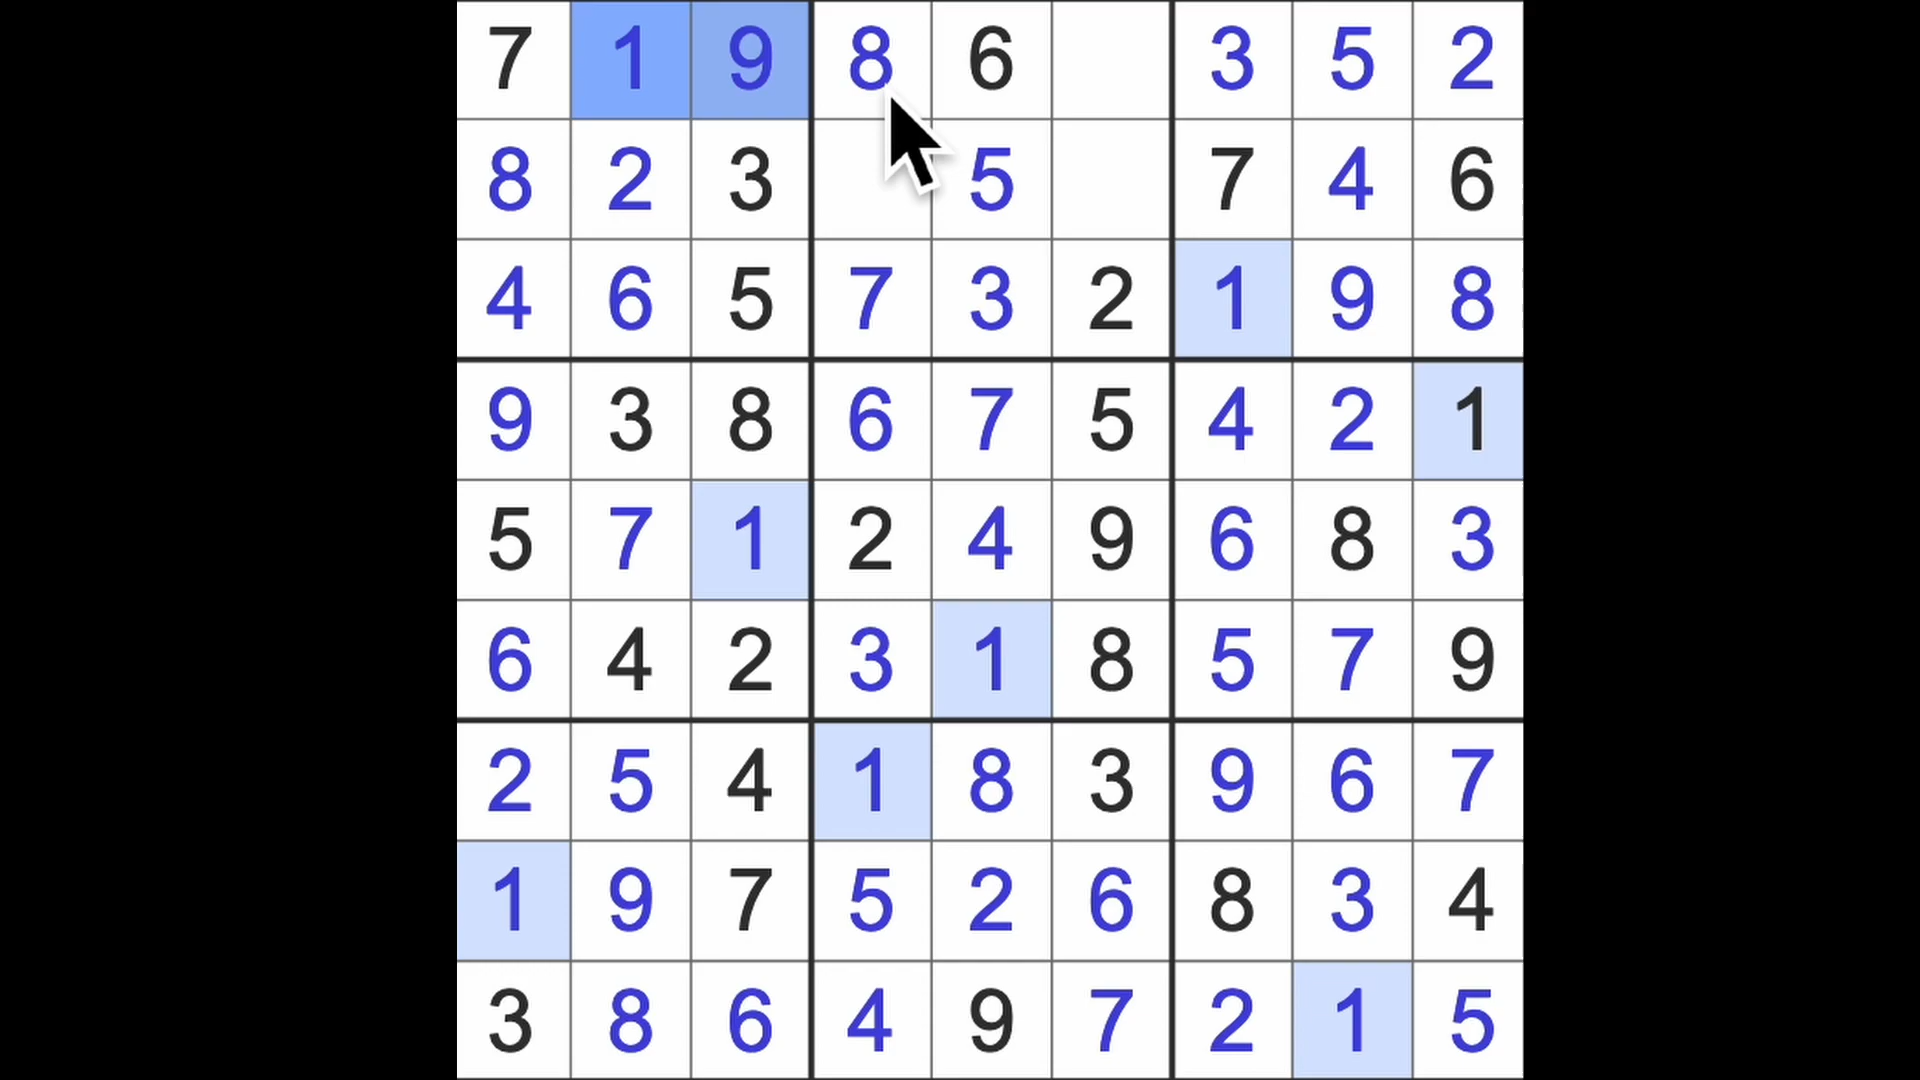 7 1 9 8 6 3 5 2
8 2 3 5 7 4 6
4 6 5 7 3 2 1 9 8
9 3 8 6 7 5 4 2 1
5 7 1 2 4 9 6 8 3
6 4 2 3 1 8 5 7 9
2 5 4 1 8 3 9 6 7
1 9 7 5 2 6 8 3 4
3 8 6 4 9 7 2 1 5